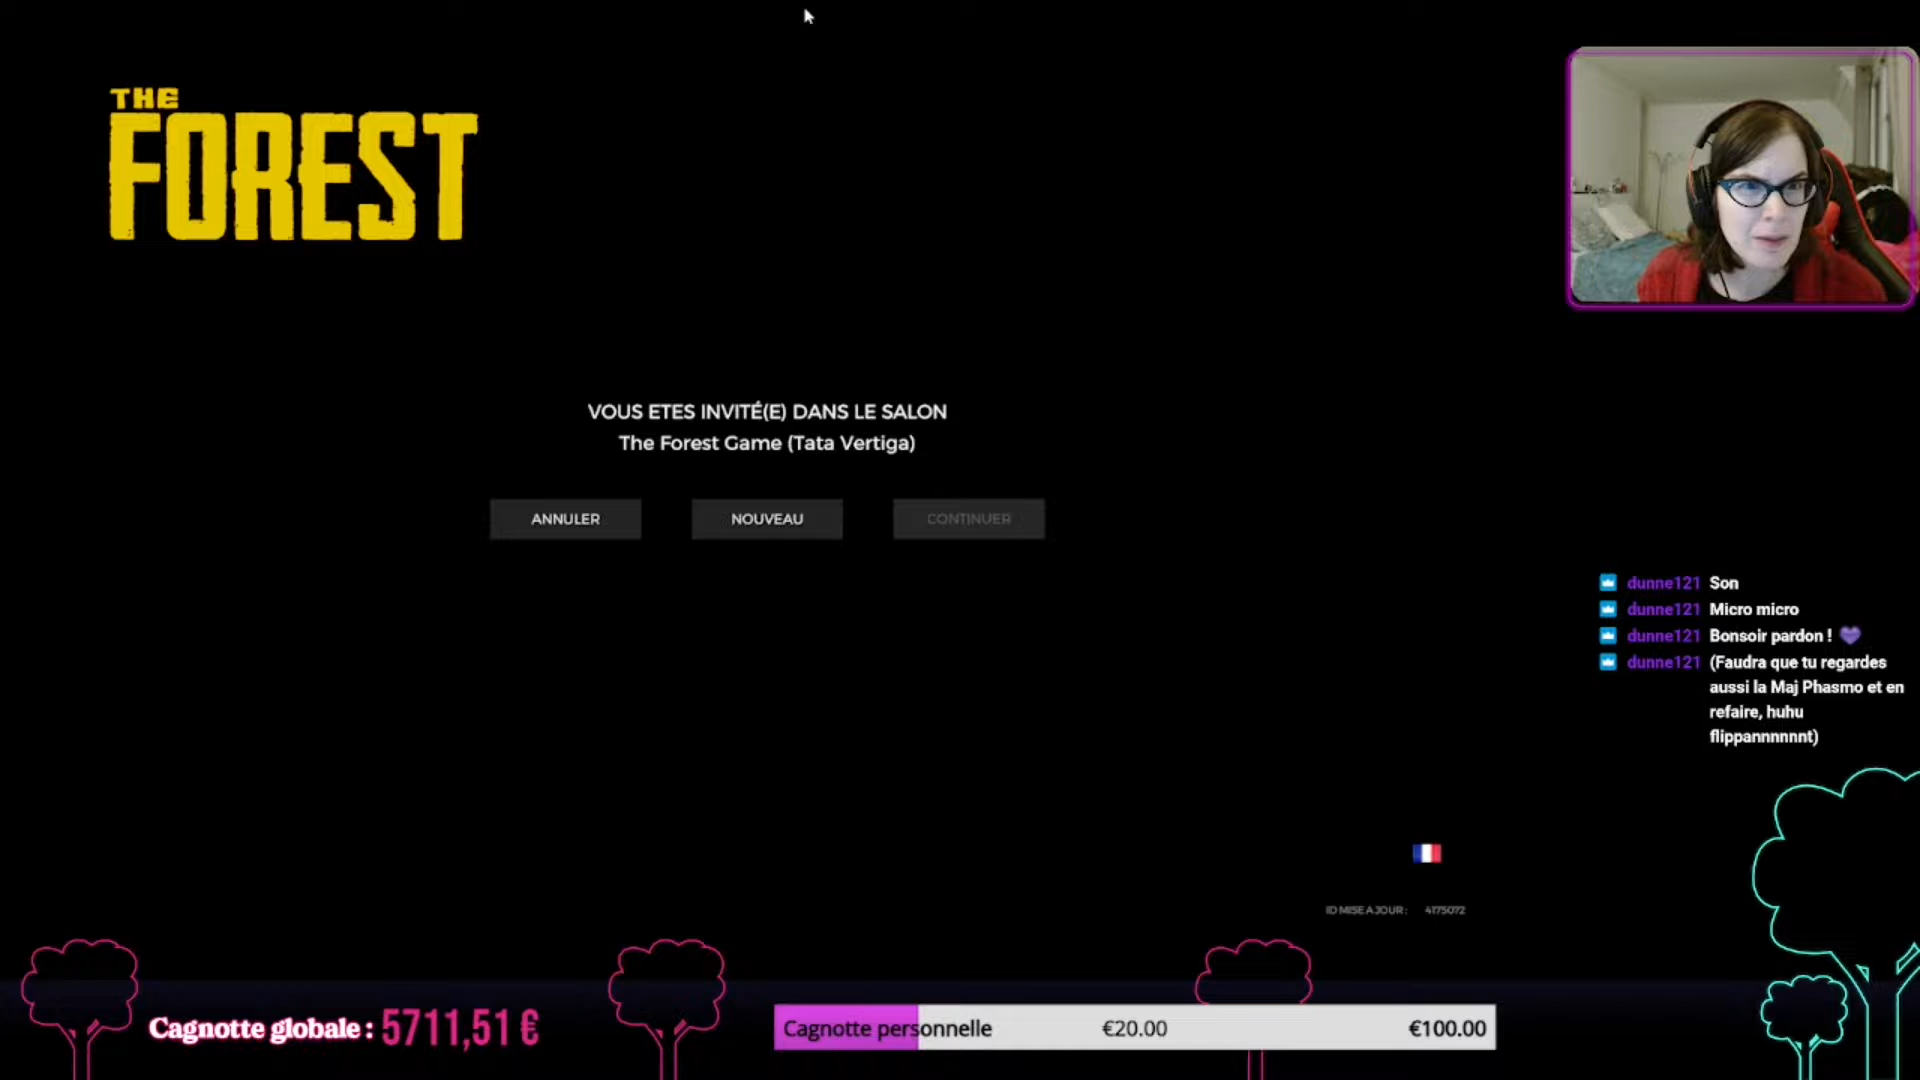 THE
FOREST
VOUS ETES INVITÉ(E) DANS LE SALON
The Forest Game (Tata Vertiga)
ANNULER
NOUVEAU
CONTINUER
dunne121 Son
dunne121 Micro micro
dunne121 Bonsoir pardon !
dunne121 (Faudra que tu regardes
aussi la Maj Phasmo et en
refaire, huhu
flippannnnnnt)
ID MISE A JOUR : 4175072
Cagnotte globale : 5711,51 €
Cagnotte personnelle €20.00 €100.00